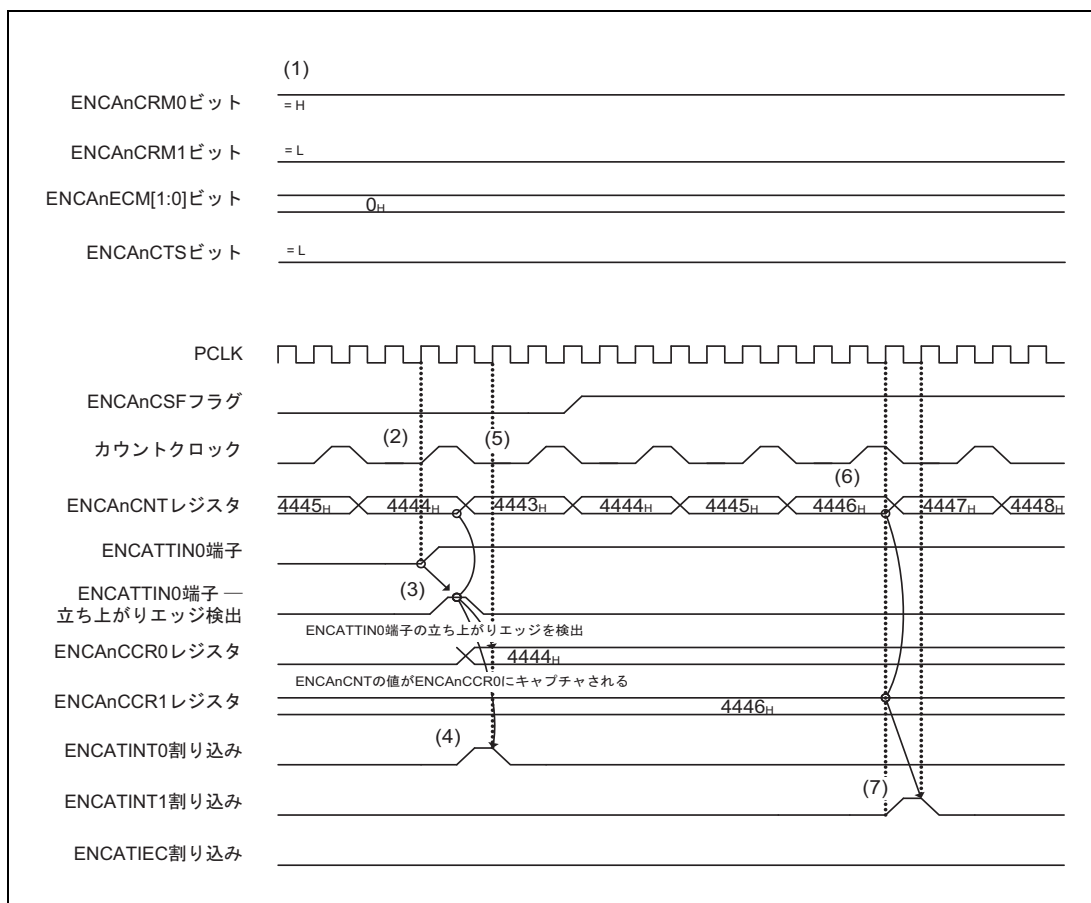 (1)
ENCAnCRM0ビット
= H
ENCAnCRM1ビット
= L
ENCAnECM[1:0]ビット
0H
ENCAnCTSビット
= L
PCLK
ENCAnCSFフラグ
カウントクロック
(2)
(5)
(6)
ENCAnCNTレジスタ
4445H 4444H 4443H 4444H 4445H 4446H 4447H 4448H
ENCATTIN0端子
ENCATTIN0端子 ―
立ち上がりエッジ検出
(3)
ENCATTIN0端子の立ち上がりエッジを検出
ENCAnCCR0レジスタ
4444H
ENCAnCNTの値がENCAnCCR0にキャプチャされる
ENCAnCCR1レジスタ
4446H
ENCATINT0割り込み
(4)
ENCATINT1割り込み
(7)
ENCATIEC割り込み